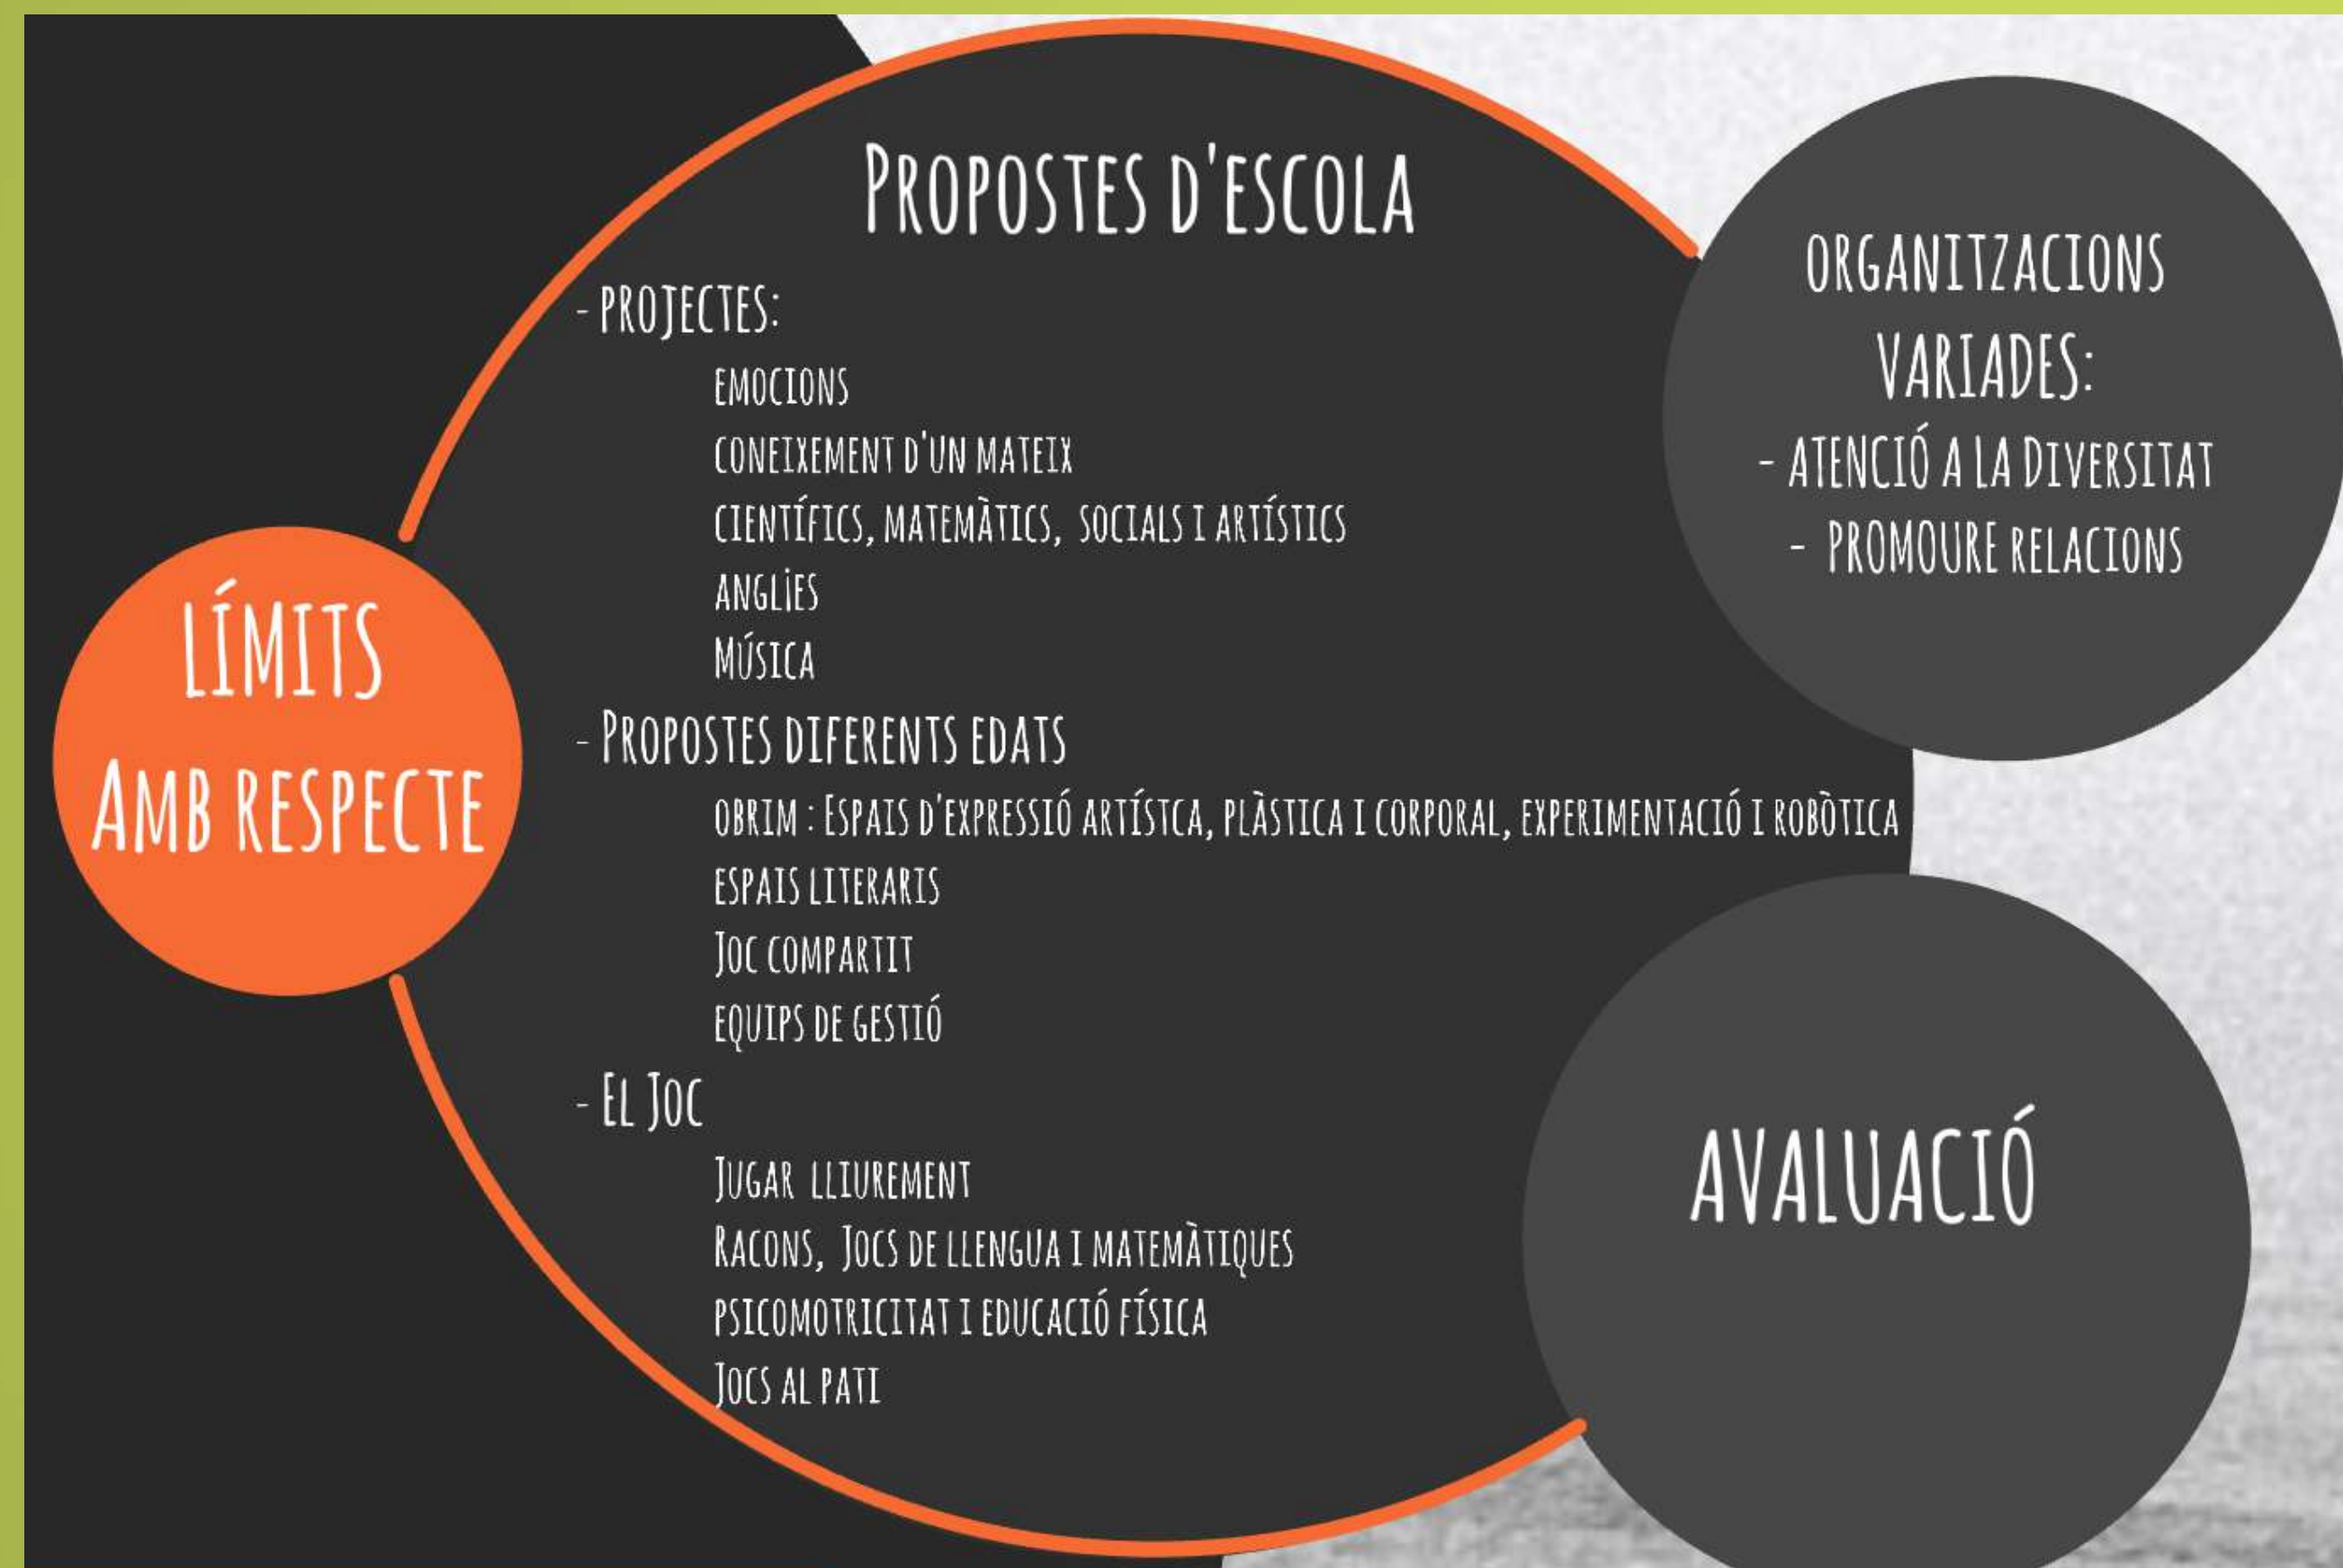 PROPOSTES D'ESCOLA
- PROJECTES:
EMOCIONS
CONEIXEMENT D'UN MATEIX
CIENTÍFICS, MATEMÀTICS, SOCIALS I ARTÍSTICS
ANGLiES
MÚSICA
- PROPOSTES DIFERENTS EDATS
OBRIM : ESPAIS D'EXPRESSIÓ ARTÍSTCA, PLÀSTICA I CORPORAL, EXPERIMENTACIÓ I ROBÒTICA
ESPAIS LITERARIS
JOC COMPARTIT
EQUIPS DE GESTIÓ
- EL JOC
JUGAR LLIUREMENT
RACONS, JOCS DE LLENGUA I MATEMÀTIQUES
PSICOMOTRICITAT I EDUCACIÓ FÍSICA
JOCS AL PATI
LÍMITS
AMB RESPECTE
ORGANITZACIONS
VARIADES:
- ATENCIÓ A LA DIVERSITAT
- PROMOURE RELACIONS
AVALUACIÓ